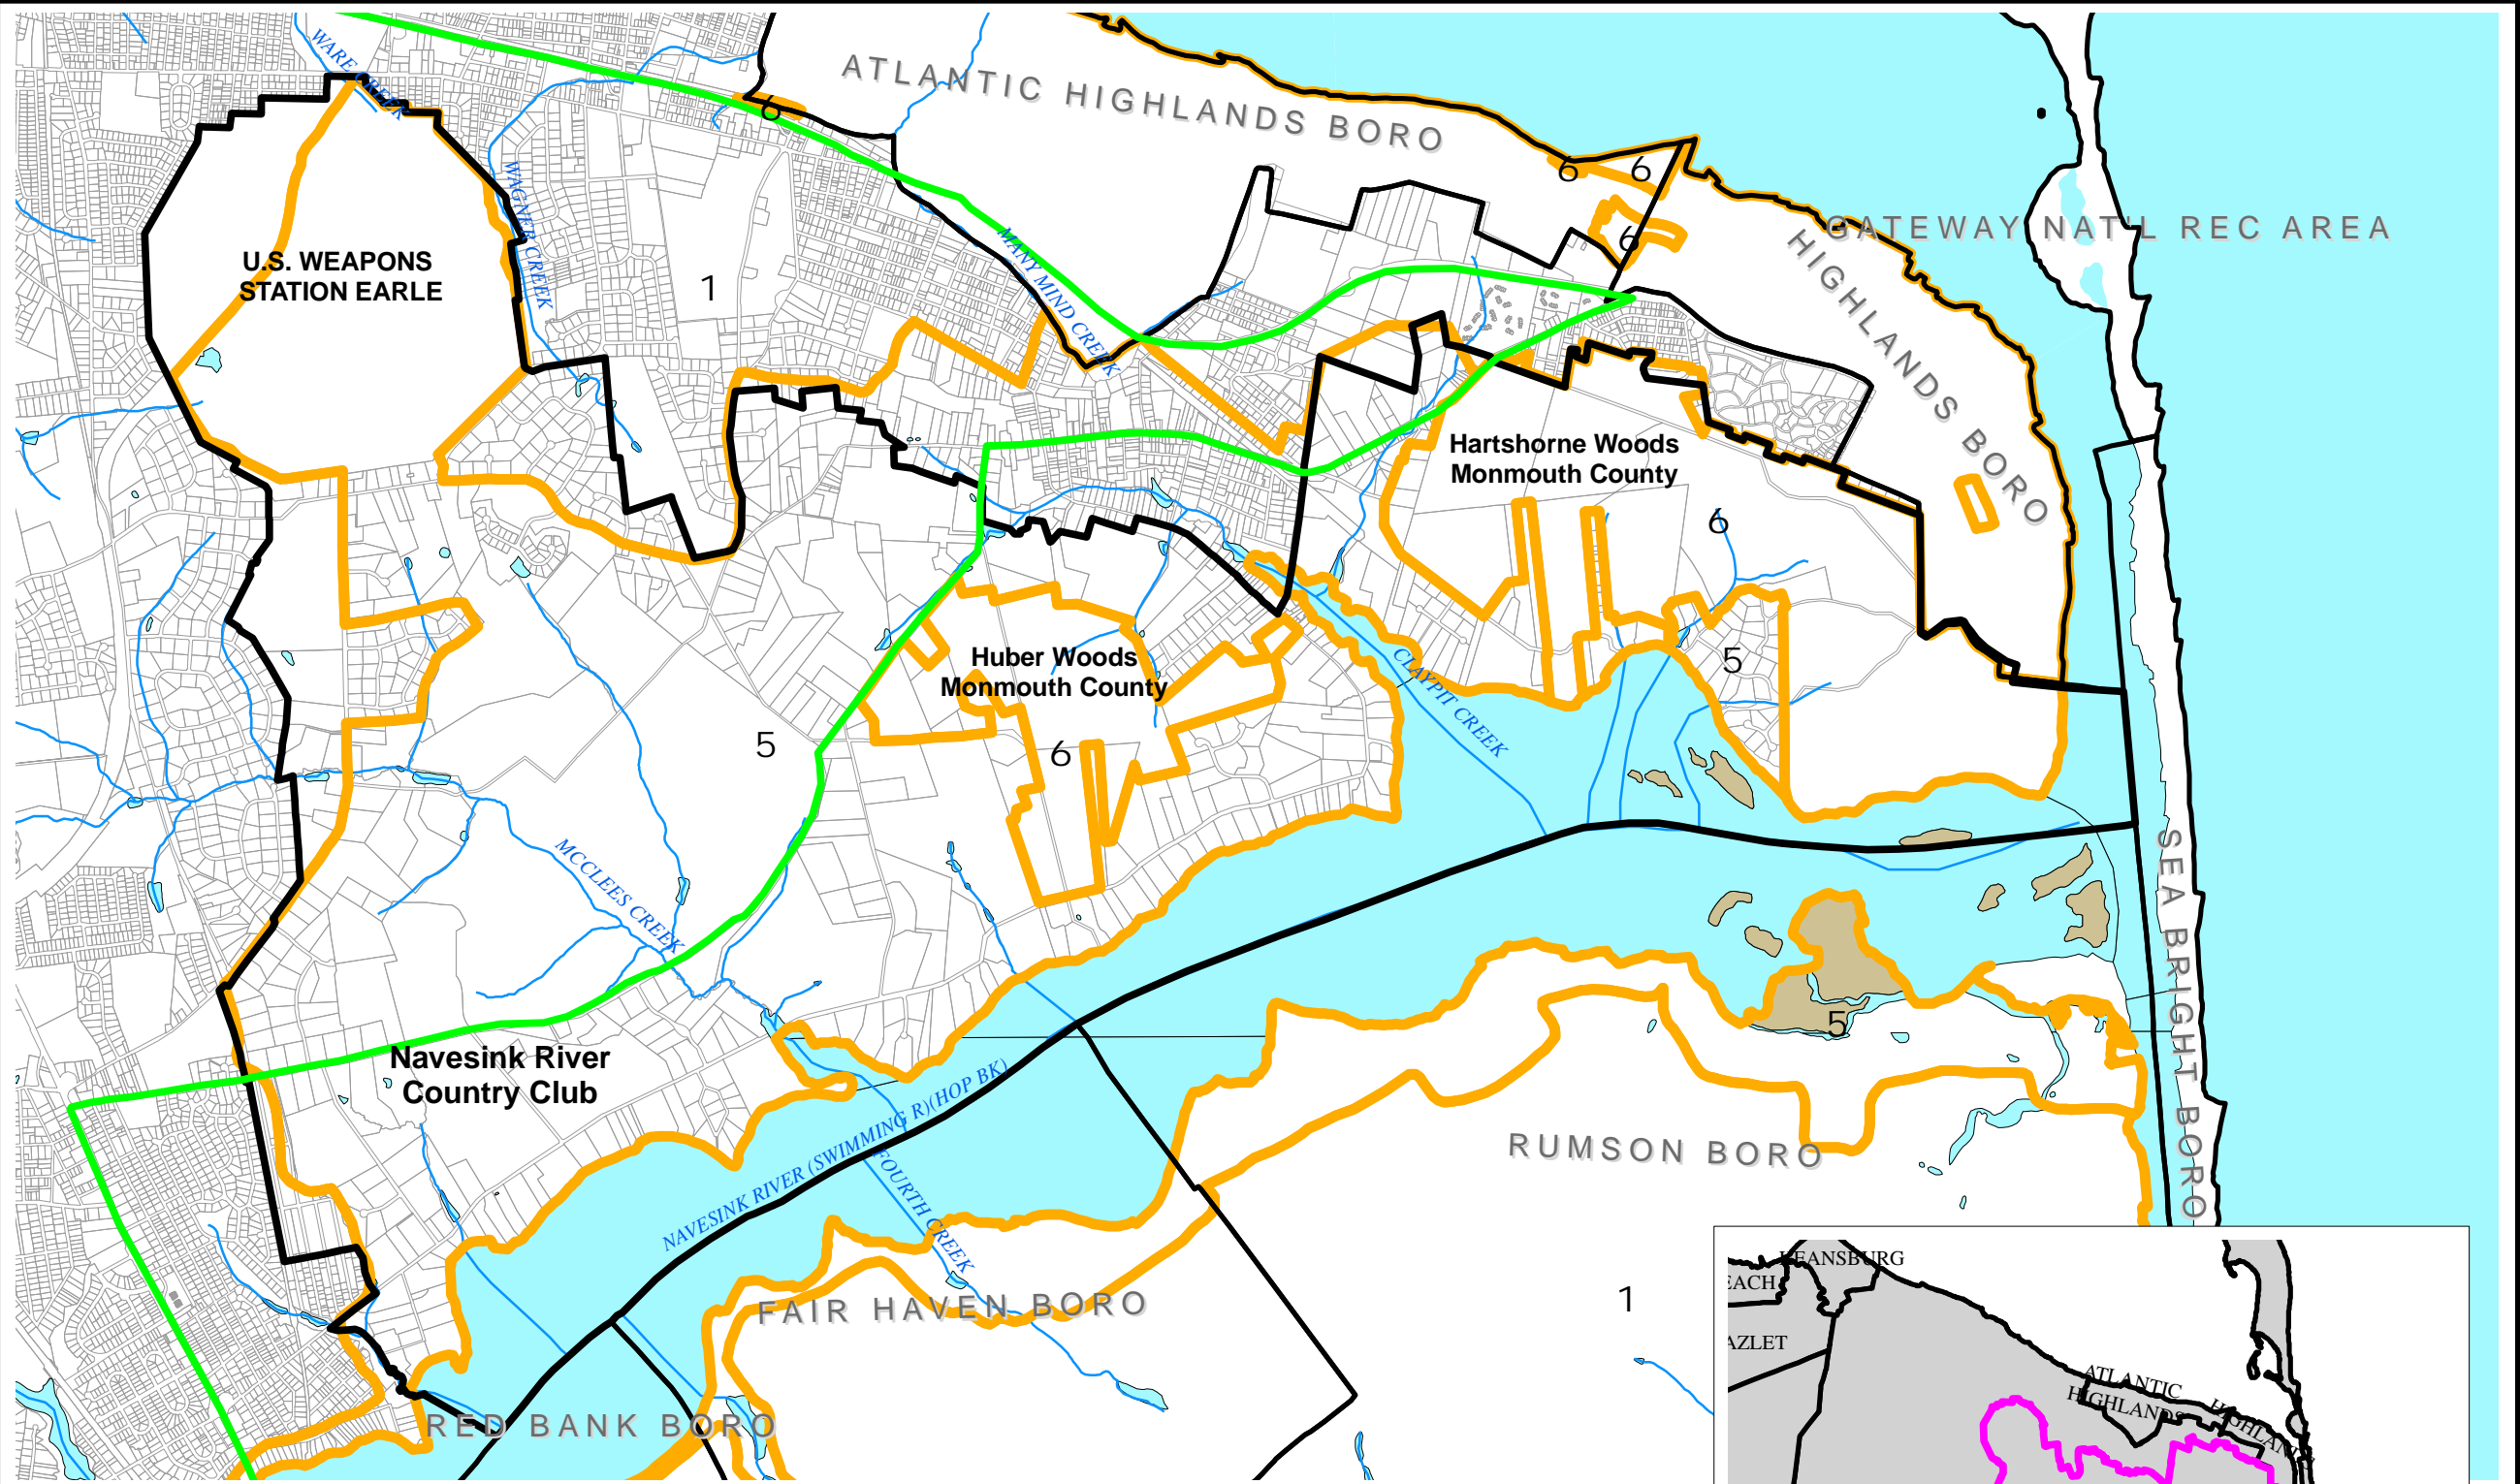 WARE CREEK
ATLANTIC HIGHLANDS BORO
6
6
6
6
GATEWAY NAT'L REC AREA
HIGHLANDS BORO
U.S. WEAPONS
STATION EARLE
WAGNER CREEK
1
MANY MIND CREEK
Hartshorne Woods
Monmouth County
6
Huber Woods
Monmouth County
CLAYPIT CREEK
5
5
6
MCCLEES CREEK
SEA BRIGHT BORO
5
Navesink River
Country Club
NAVESINK RIVER (SWIMMING R)(HOP BK)
FOURTH CREEK
RUMSON BORO
FAIR HAVEN BORO
1
RED BANK BORO
KEANSBURG
EACH
AZLET
ATLANTIC
HIGHLANDS
HIGHLANDS